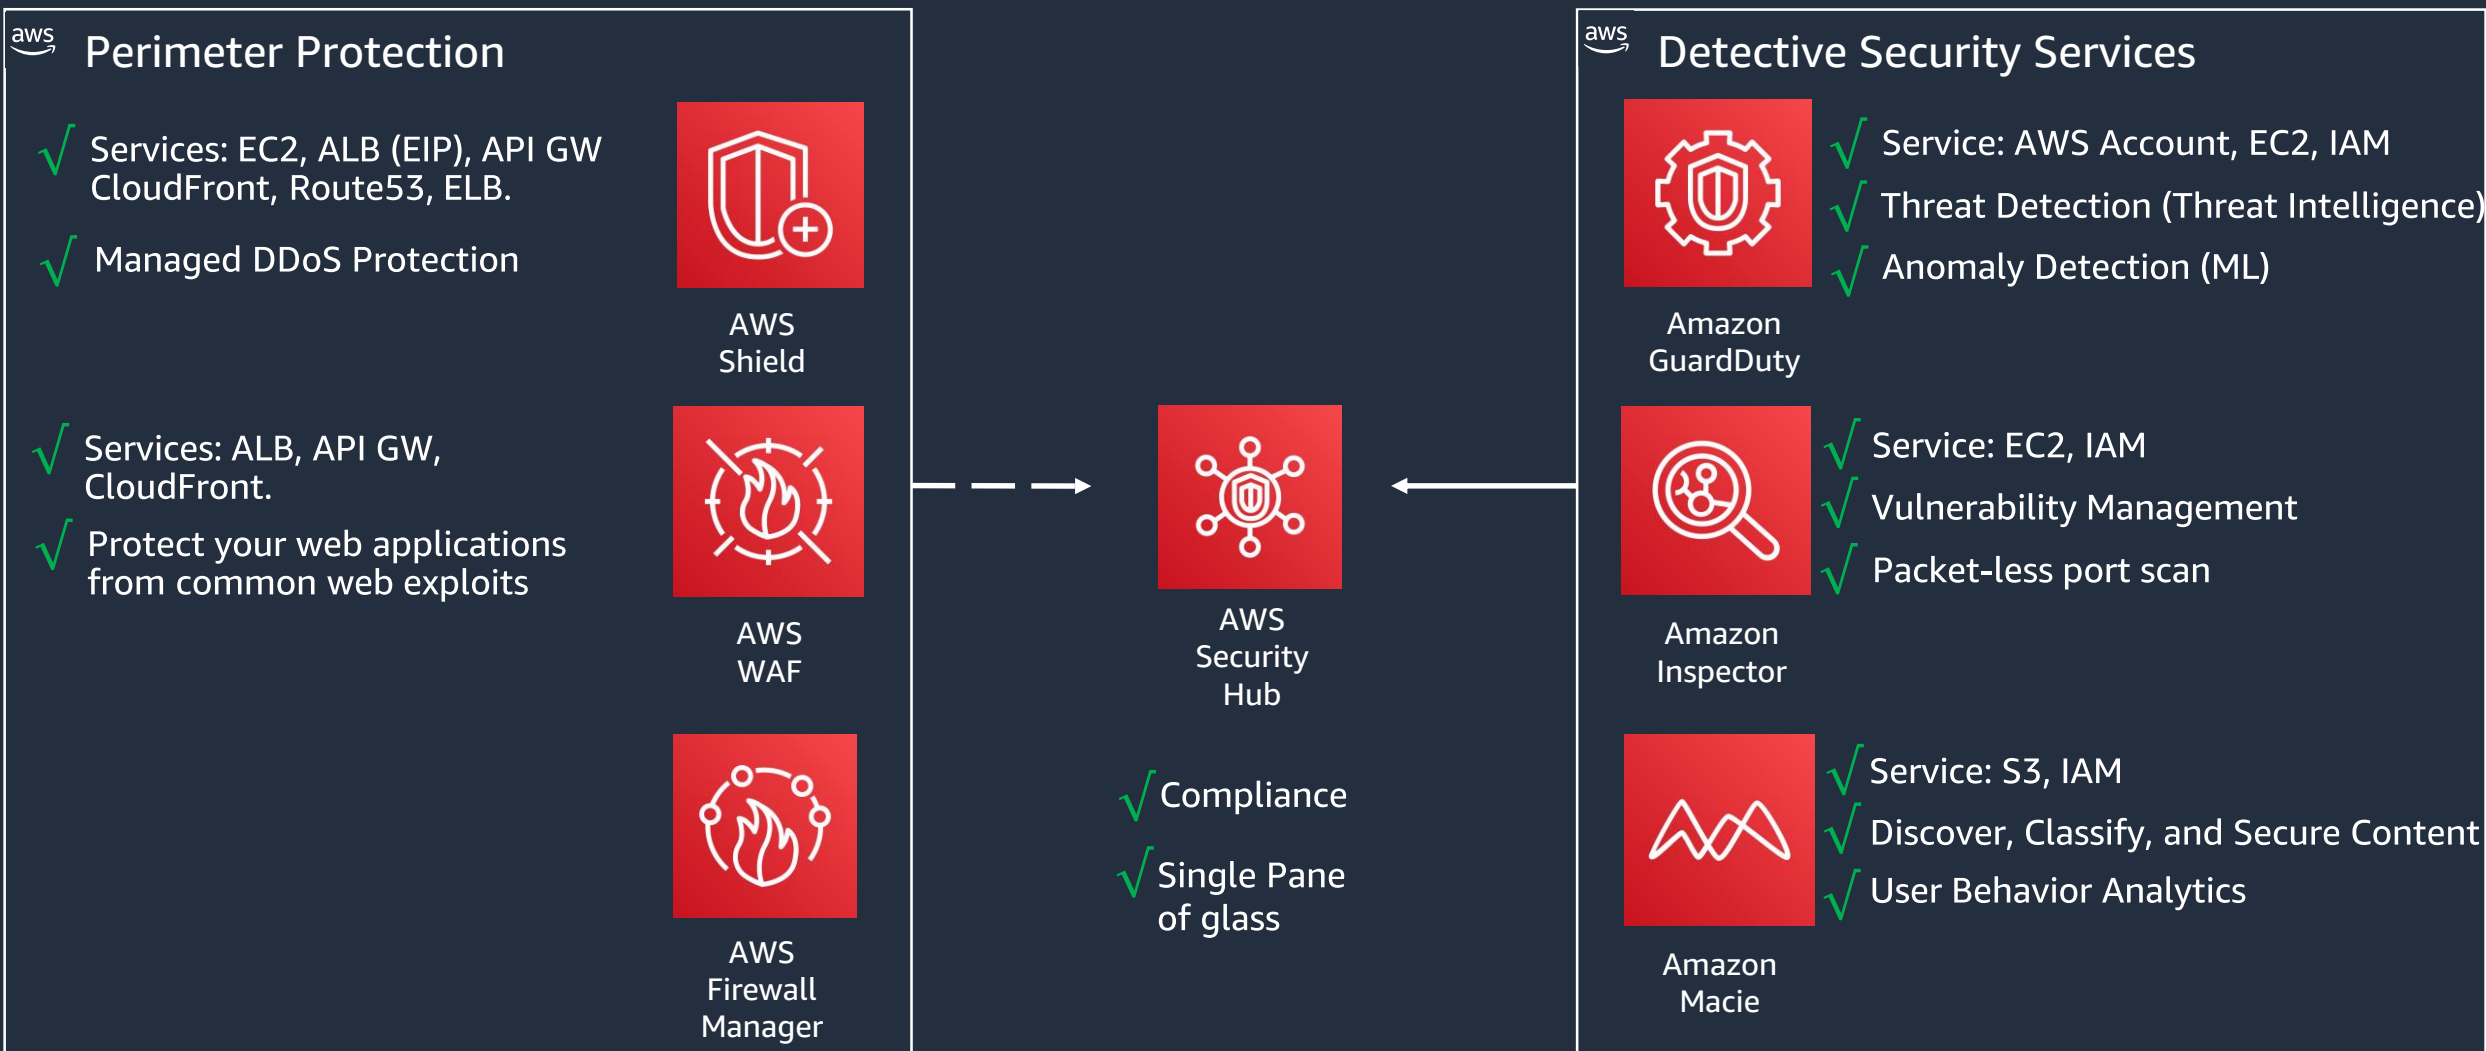 aws
Perimeter Protection
√ Services: EC2, ALB (EIP), API GW
CloudFront, Route53, ELB.
√ Managed DDoS Protection
AWS
Shield
√ Services: ALB, API GW,
CloudFront.
√ Protect your web applications
from common web exploits
AWS
WAF
AWS
Firewall
Manager
AWS
Security
Hub
√ Compliance
√ Single Pane
of glass
aws
Detective Security Services
√ Service: AWS Account, EC2, IAM
√ Threat Detection (Threat Intelligence)
√ Anomaly Detection (ML)
Amazon
GuardDuty
√ Service: EC2, IAM
√ Vulnerability Management
√ Packet-less port scan
Amazon
Inspector
√ Service: S3, IAM
√ Discover, Classify, and Secure Content
√ User Behavior Analytics
Amazon
Macie